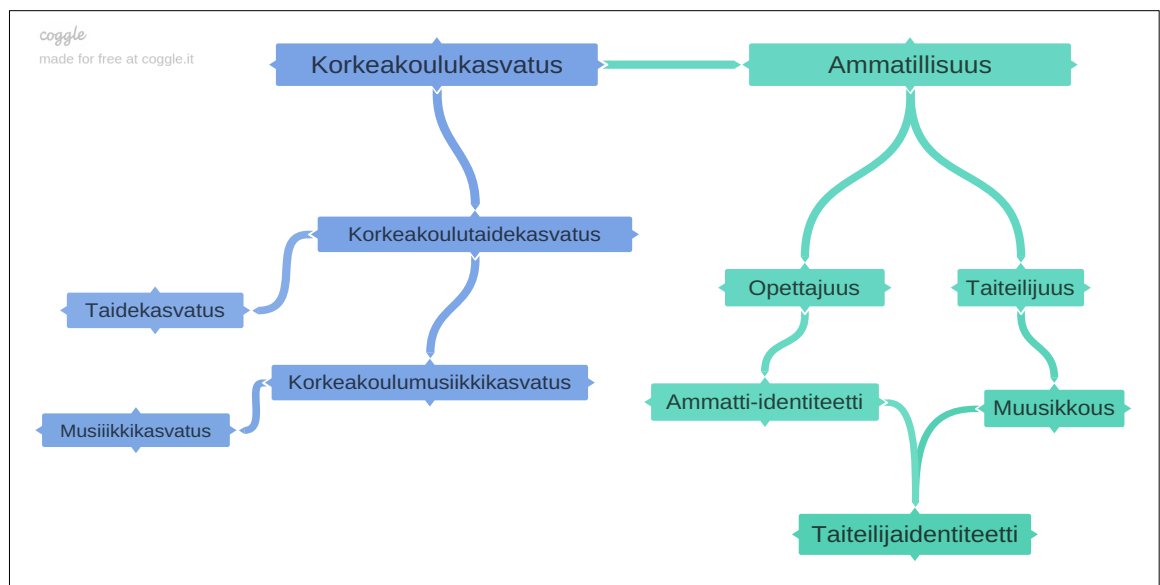 coggle
made for free at coggle.it
Korkeakoulukasvatus
Ammatillisuus
Korkeakoulutaidekasvatus
Taidekasvatus
Opettajuus
Taiteilijuus
Korkeakoulumusiikkikasvatus
Musiiikkikasvatus
Ammatti-identiteetti
Muusikkous
Taiteilijaidentiteetti